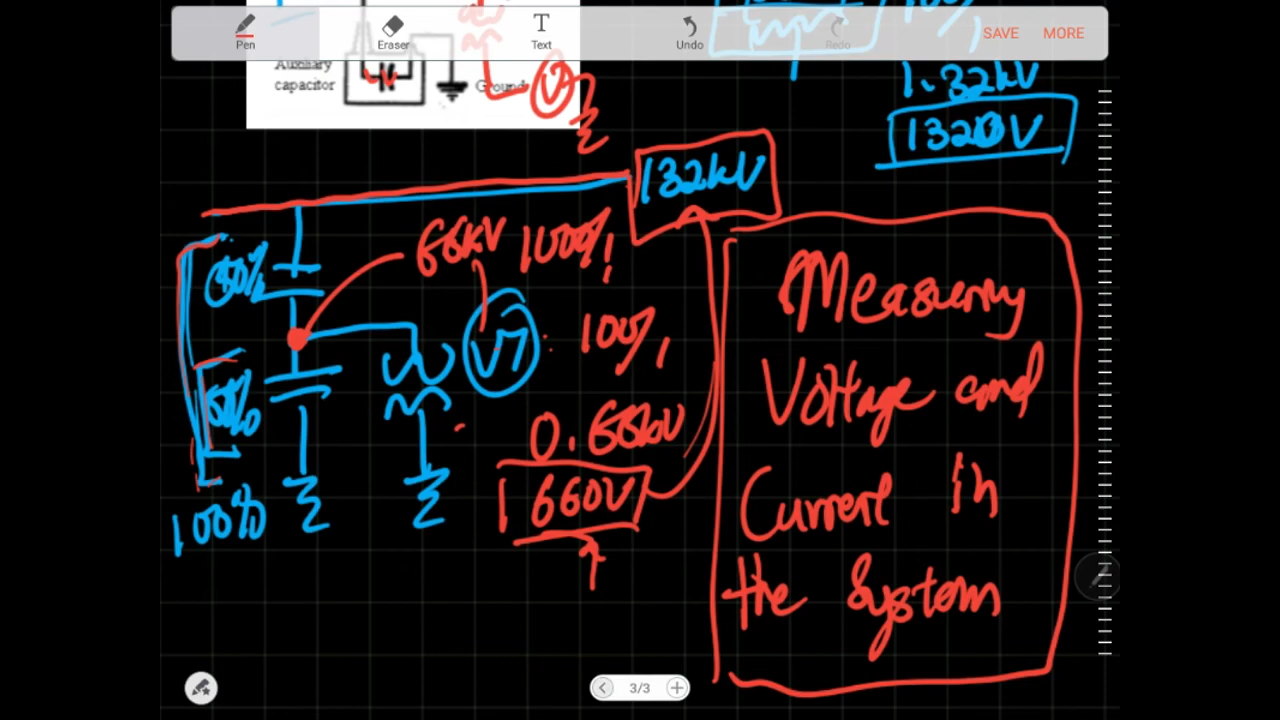 Pen
Eraser
Text
Undo
Redo
SAVE
MORE
Auxiliary
capacitor
Ground
V
1.32kV
1320V
132kV
50%
66kV 100%
VT
100%
50%
0.66kV
660V
100%
Measuring
Voltage and
Current in
the System
3/3